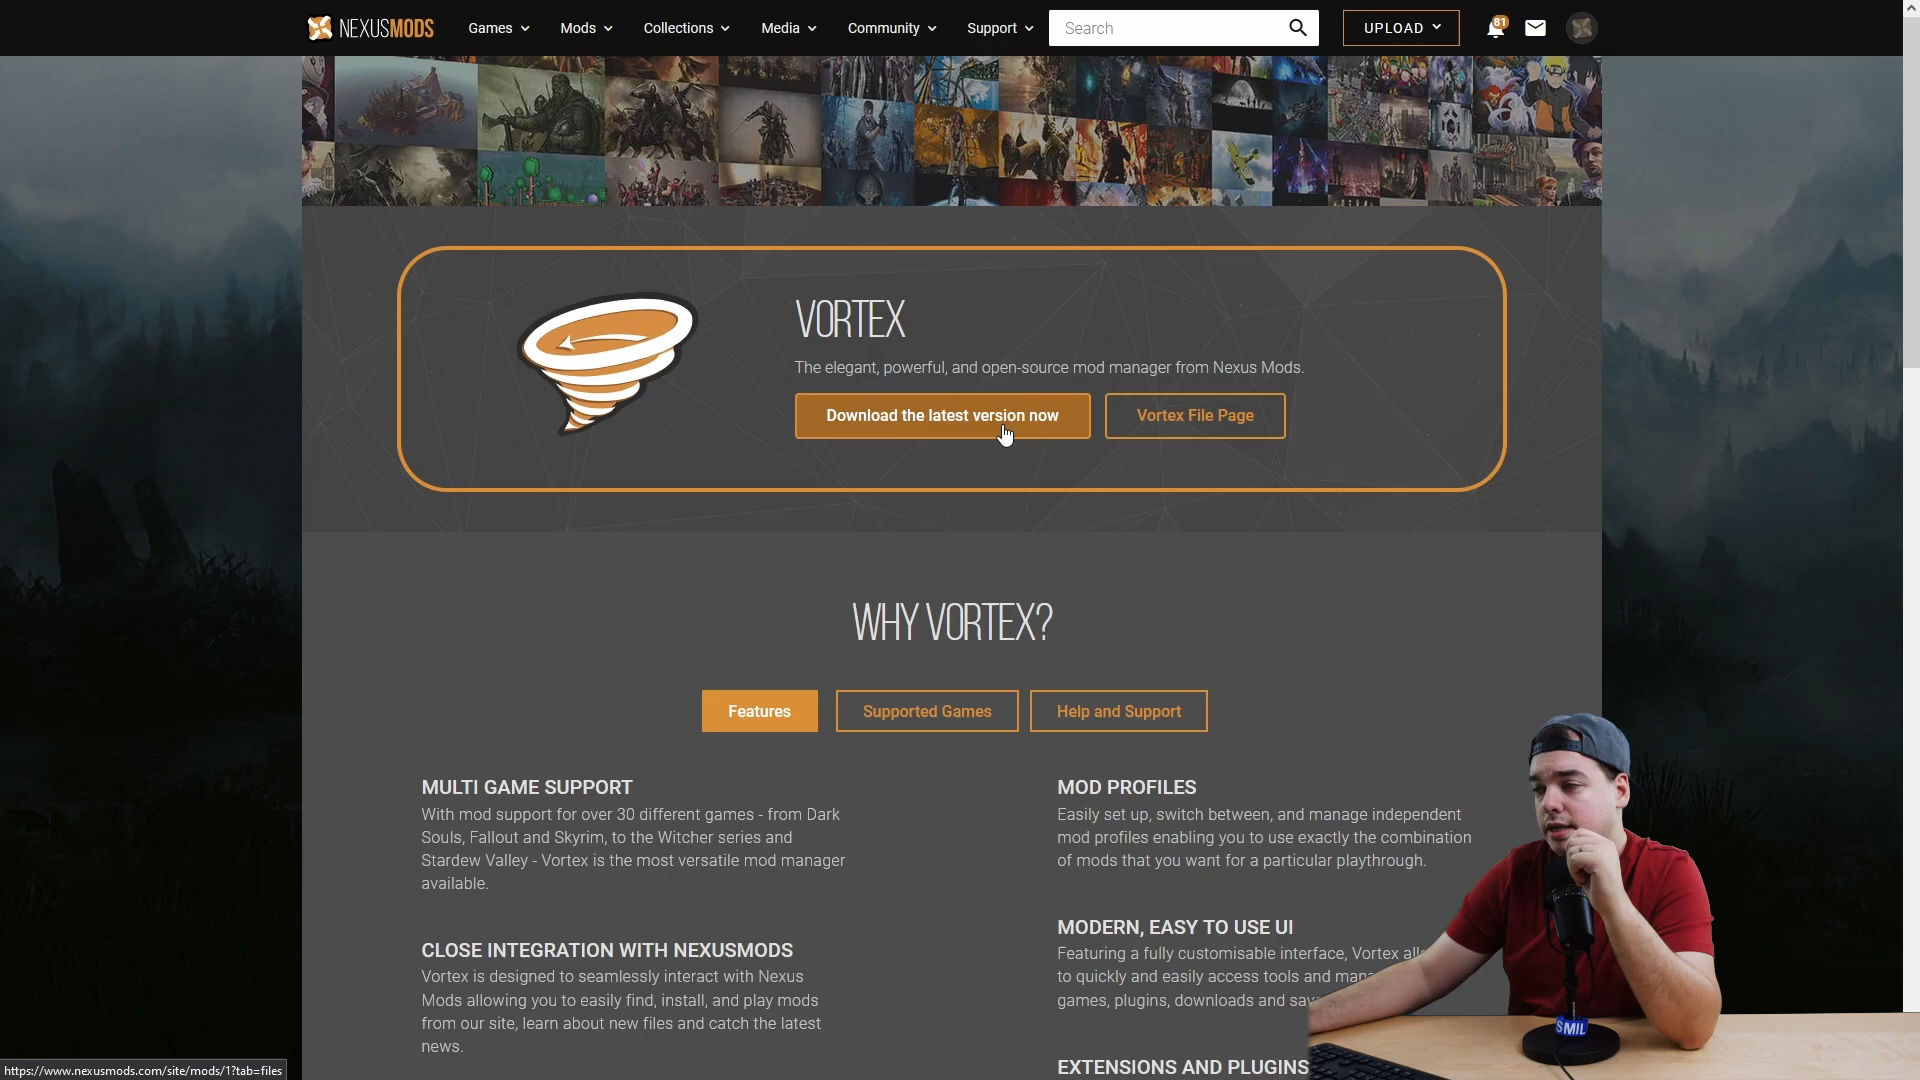 NEXUSMODS Games Mods Collections Media Community Support Search UPLOAD 81
VORTEX
The elegant, powerful, and open-source mod manager from Nexus Mods.
Download the latest version now Vortex File Page
WHY VORTEX?
Features Supported Games Help and Support
MULTI GAME SUPPORT
With mod support for over 30 different games - from Dark
Souls, Fallout and Skyrim, to the Witcher series and
Stardew Valley - Vortex is the most versatile mod manager
available.
CLOSE INTEGRATION WITH NEXUSMODS
Vortex is designed to seamlessly interact with Nexus
Mods allowing you to easily find, install, and play mods
from our site, learn about new files and catch the latest
news.
MOD PROFILES
Easily set up, switch between, and manage independent
mod profiles enabling you to use exactly the combination
of mods that you want for a particular playthrough.
MODERN, EASY TO USE UI
Featuring a fully customisable interface, Vortex
to quickly and easily access tools and
games, plugins, downloads and
EXTENSIONS AND PLUGINS
SMIL
https://www.nexusmods.com/site/mods/1?tab=files